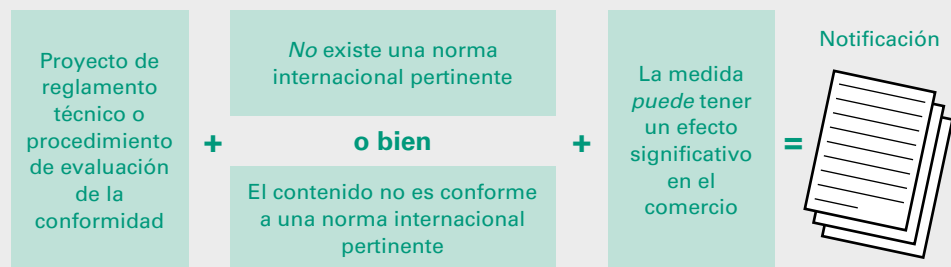 Proyecto de
reglamento
técnico o
procedimiento
de evaluación
de la
conformidad
+
No existe una norma
internacional pertinente
o bien
El contenido no es conforme
a una norma internacional
pertinente
+
La medida
puede tener
un efecto
significativo
en el
comercio
=
Notificación